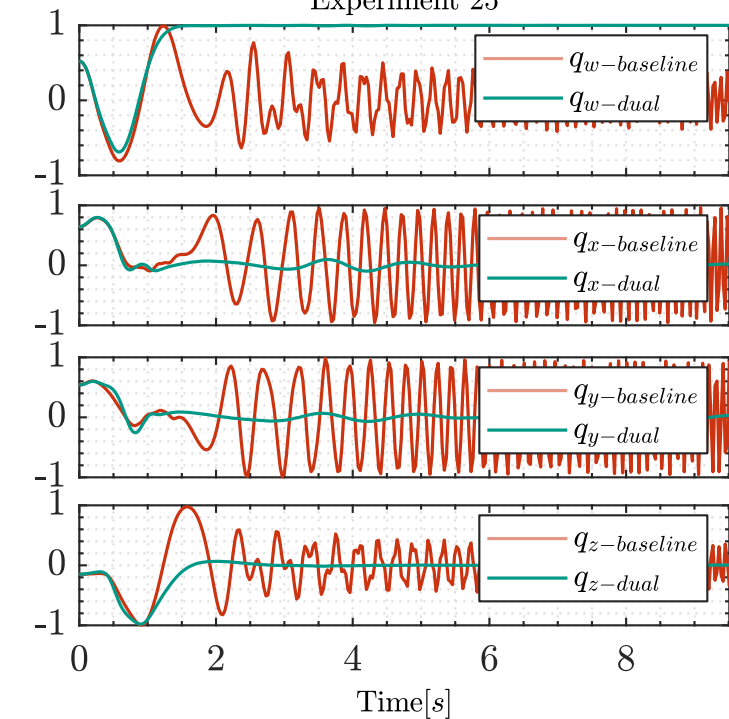 Experiment 25
1
0
-1
q_{w-baseline}
q_{w-dual}
1
0
-1
q_{x-baseline}
q_{x-dual}
1
0
-1
q_{y-baseline}
q_{y-dual}
1
0
-1
q_{z-baseline}
q_{z-dual}
0 2 4 6 8
Time[s]